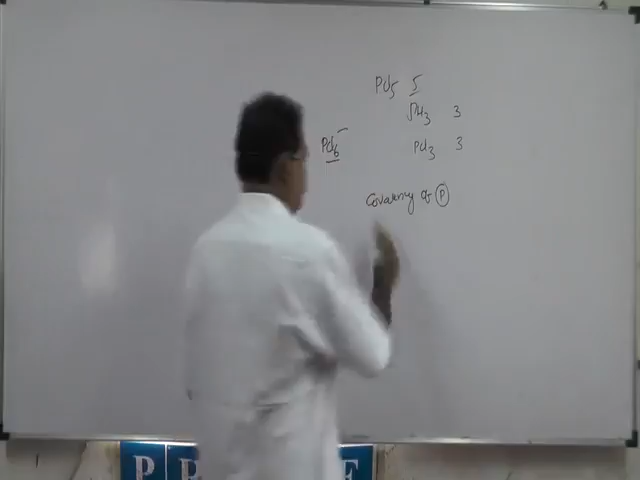 PCl5 5
PH3 3
PCl6-
PCl3 3
Covalency of P
P